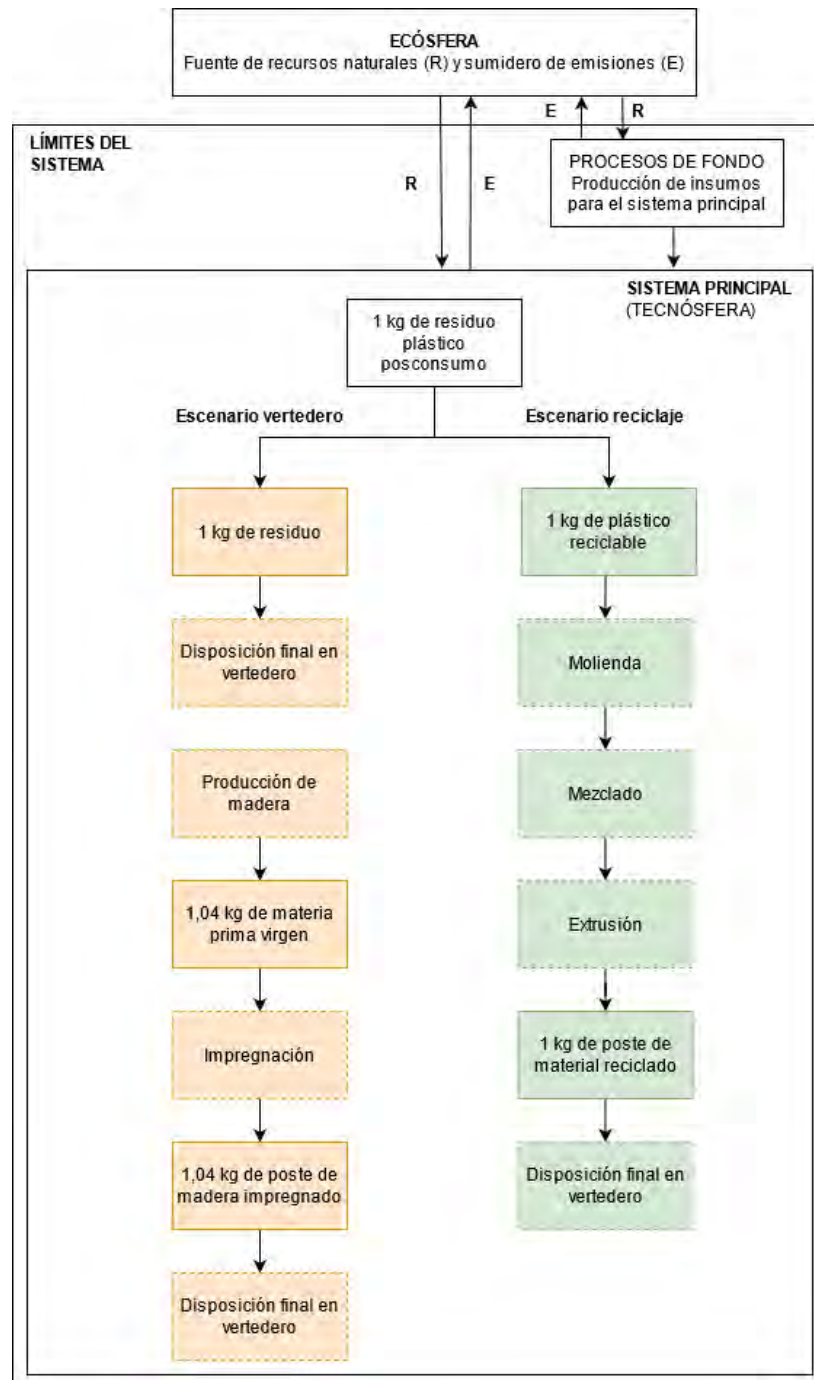 ECÓSFERA
Fuente de recursos naturales (R) y sumidero de emisiones (E)
E
R
LÍMITES DEL
SISTEMA
PROCESOS DE FONDO
Producción de insumos
para el sistema principal
R
E
SISTEMA PRINCIPAL
(TECNÓSFERA)
1 kg de residuo
plástico
posconsumo
Escenario vertedero
Escenario reciclaje
1 kg de residuo
1 kg de plástico
reciclable
Disposición final en
vertedero
Molienda
Producción de
madera
Mezclado
1,04 kg de materia
prima virgen
Extrusión
Impregnación
1 kg de poste de
material reciclado
1,04 kg de poste de
madera impregnado
Disposición final en
vertedero
Disposición final en
vertedero